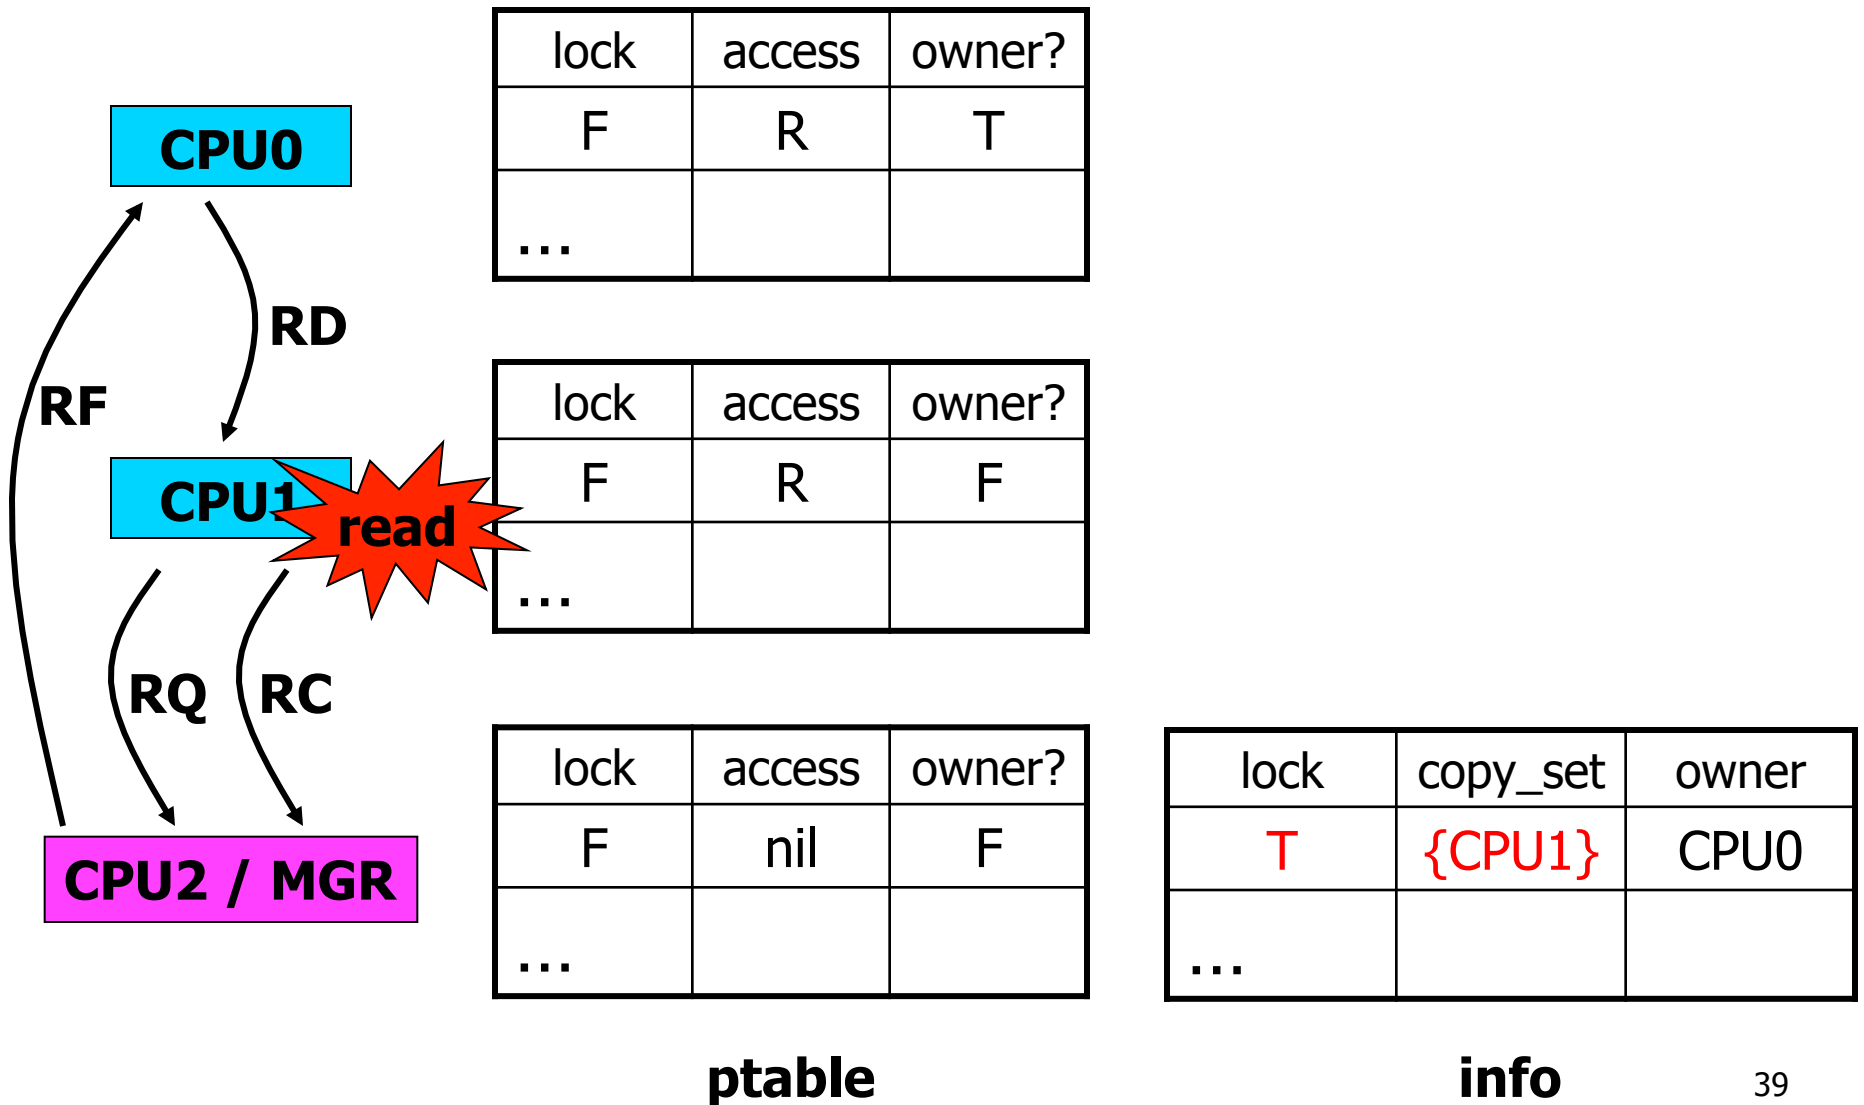 lock access owner?
F R T
...
CPU0
RD
RF
lock access owner?
F R F
...
CPU1
read
RQ RC
lock access owner?
F nil F
...
CPU2 / MGR
lock copy_set owner
T {CPU1} CPU0
...
ptable
info
39